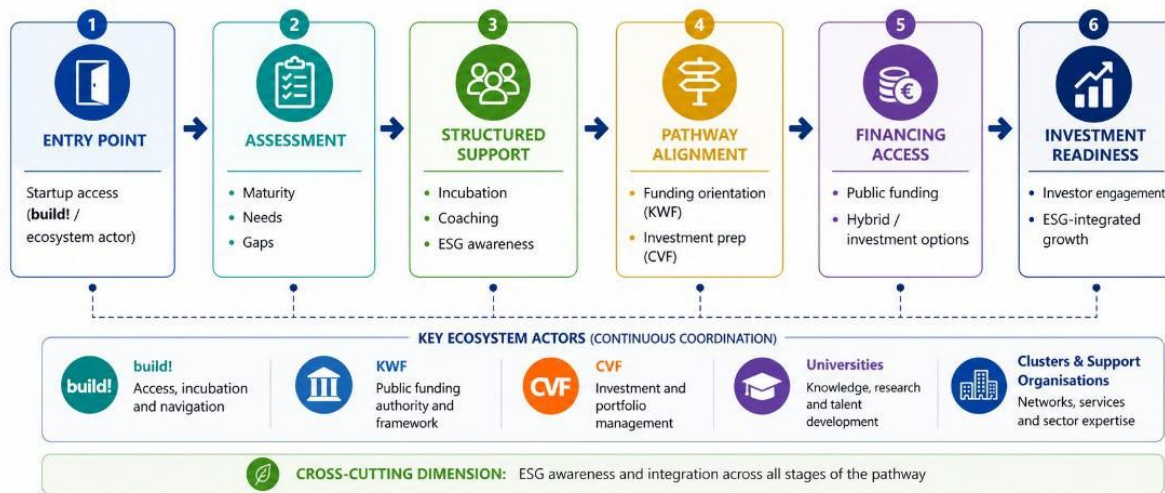 1
ENTRY POINT
Startup access
(build! /
ecosystem actor)
2
ASSESSMENT
• Maturity
• Needs
• Gaps
3
STRUCTURED
SUPPORT
• Incubation
• Coaching
• ESG awareness
4
PATHWAY
ALIGNMENT
• Funding orientation
(KWF)
• Investment prep
(CVF)
5
€
FINANCING
ACCESS
• Public funding
• Hybrid /
investment options
6
INVESTMENT
READINESS
• Investor engagement
• ESG-integrated
growth
KEY ECOSYSTEM ACTORS (CONTINUOUS COORDINATION)
build!
build!
Access, incubation
and navigation
KWF
Public funding
authority and
framework
CVF
CVF
Investment and
portfolio
management
Universities
Knowledge, research
and talent
development
Clusters & Support
Organisations
Networks, services
and sector expertise
CROSS-CUTTING DIMENSION: ESG awareness and integration across all stages of the pathway